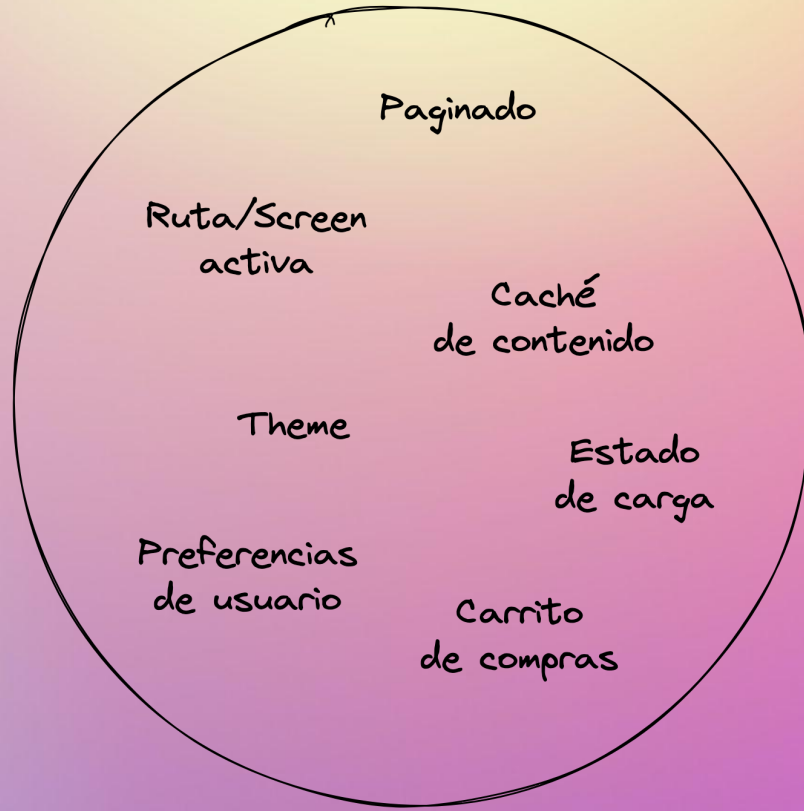 Paginado
Ruta/Screen
activa
Caché
de contenido
Theme
Estado
de carga
Preferencias
de usuario
Carrito
de compras